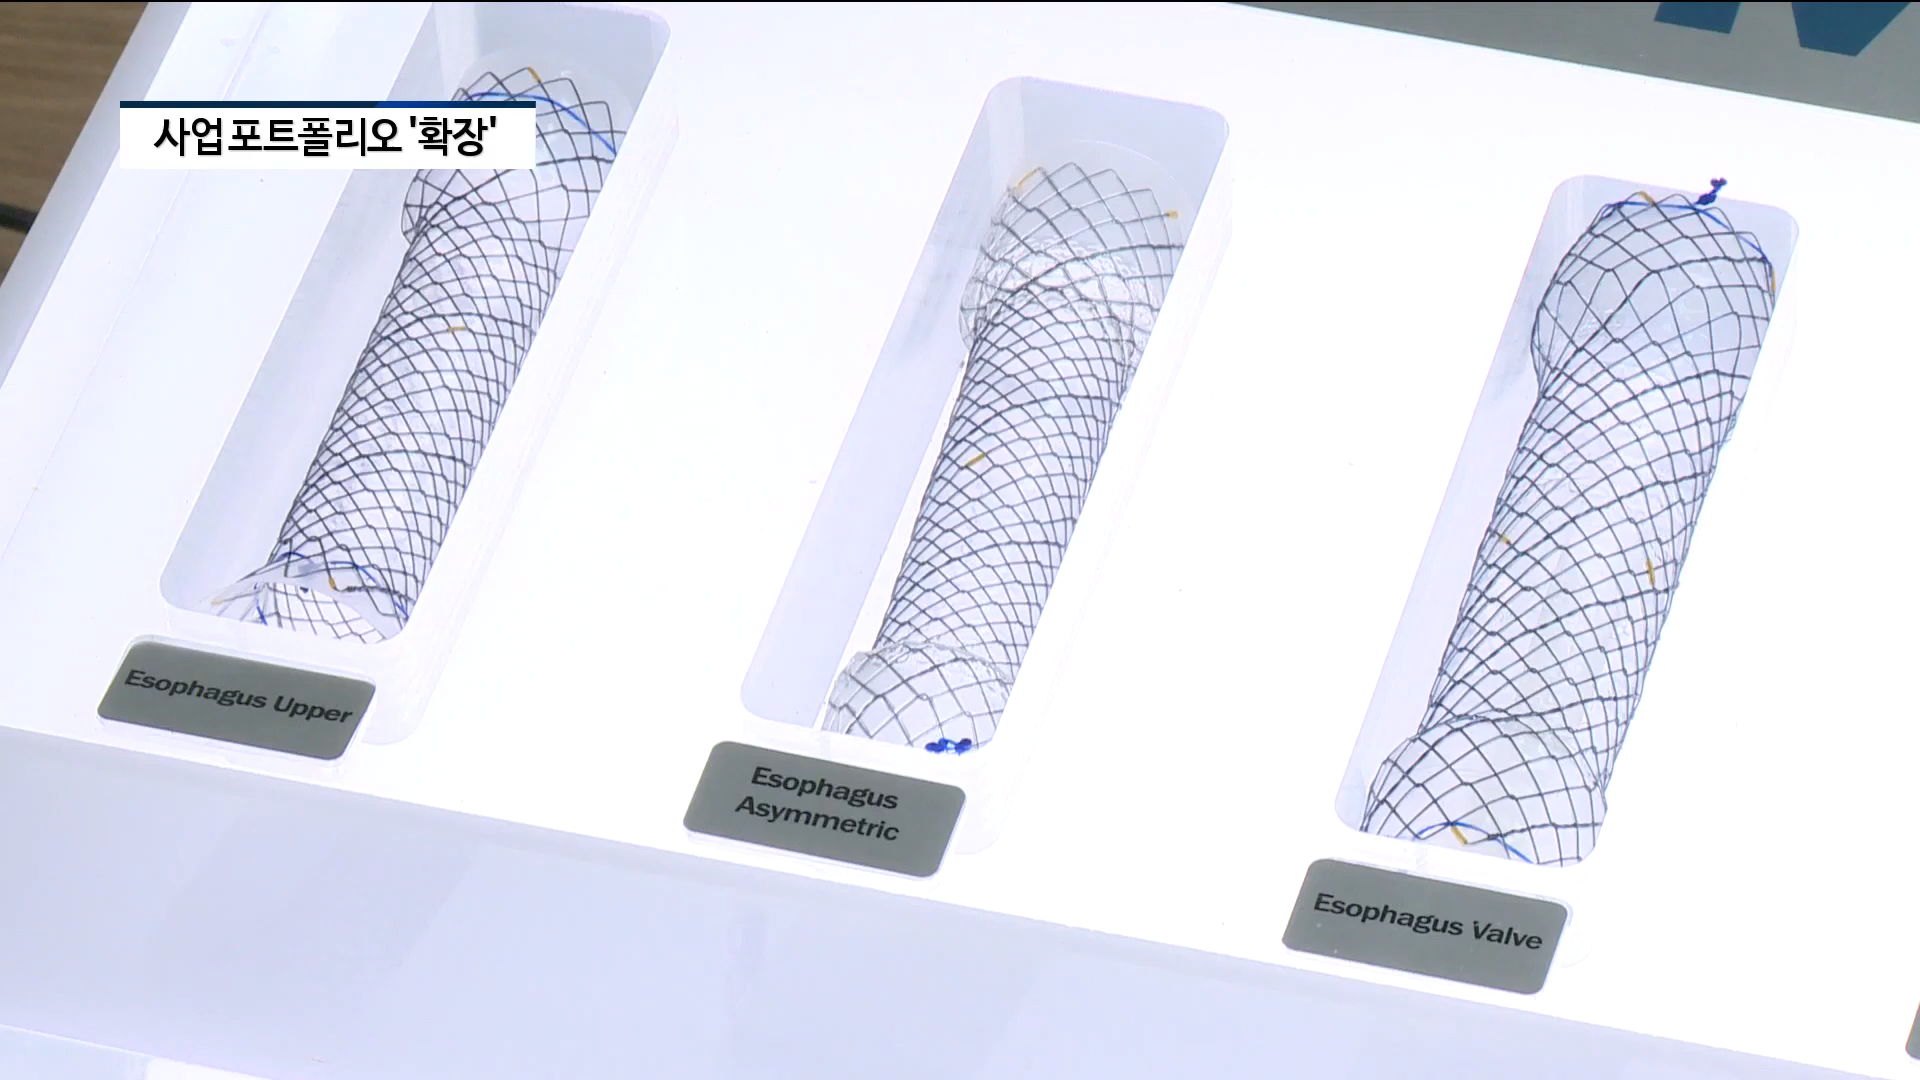 사업 포트폴리오 '확장'
Esophagus Upper
Esophagus
Asymmetric
Esophagus Valve